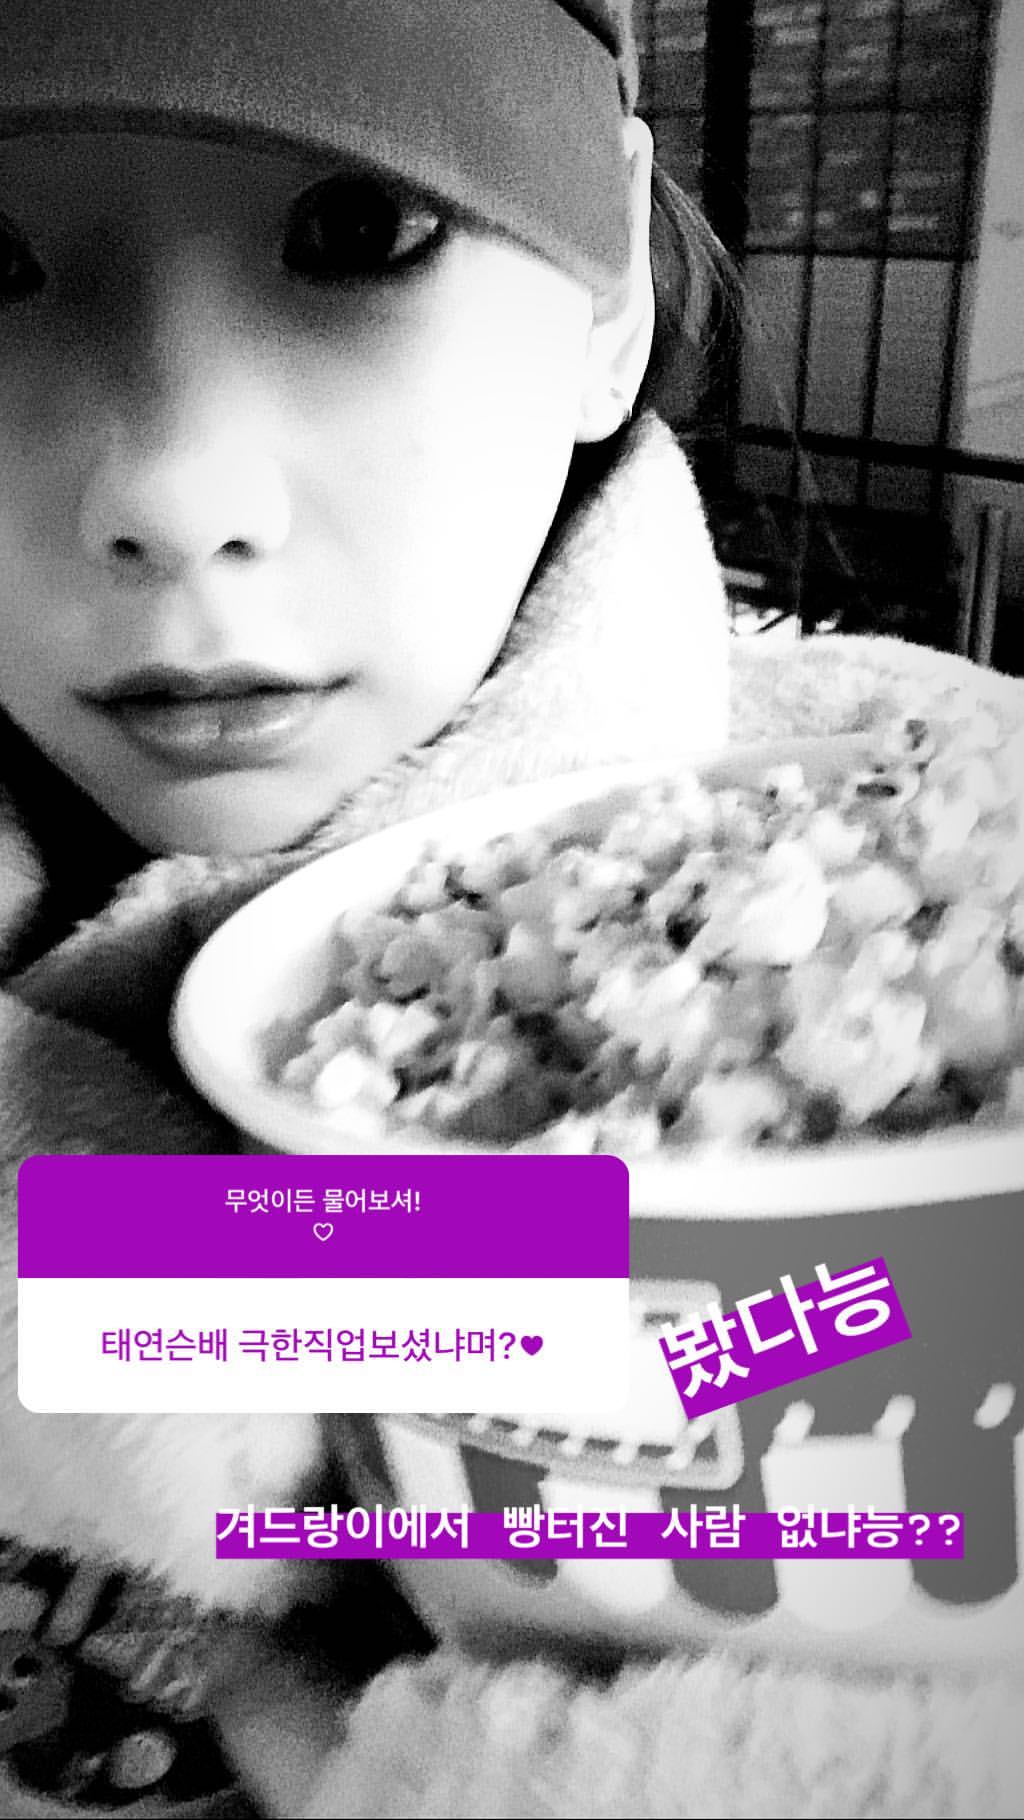 무엇이든 물어보셔!
♡
태연슨배 극한직업보셨냐며?♥
봤다능
겨드랑이에서 빵터진 사람 없냐능??